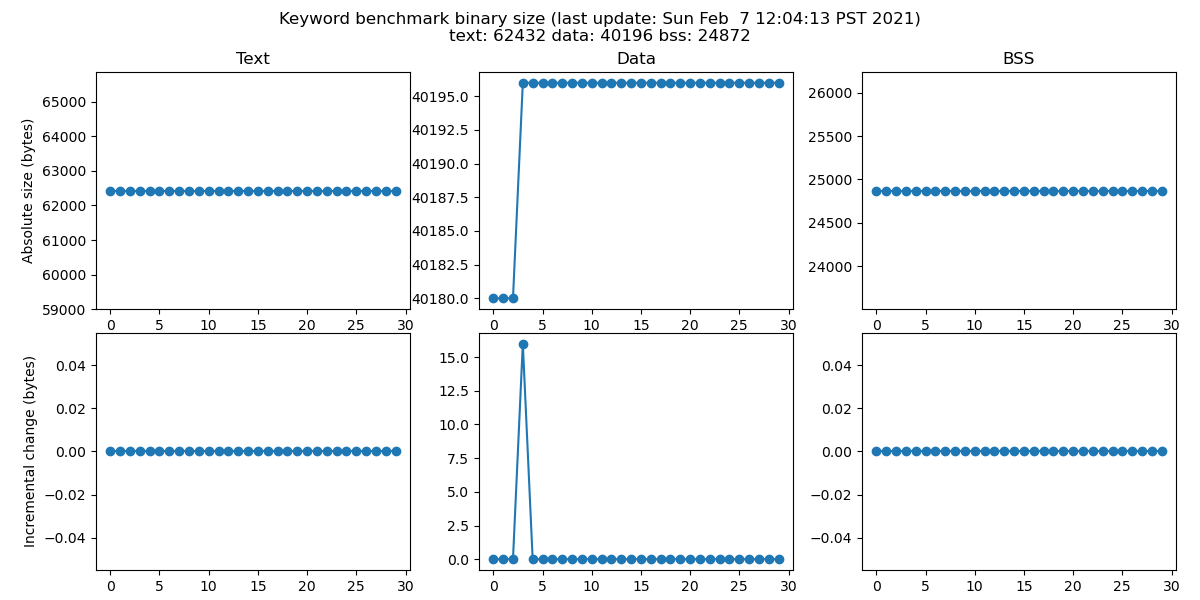 Keyword benchmark binary size (last update: Sun Feb  7 12:04:13 PST 2021)
text: 62432 data: 40196 bss: 24872
Text
Data
BSS
Absolute size (bytes)
65000
64000
63000
62000
61000
60000
59000
0 5 10 15 20 25 30
40195.0
40192.5
40190.0
40187.5
40185.0
40182.5
40180.0
0 5 10 15 20 25 30
26000
25500
25000
24500
24000
0 5 10 15 20 25 30
Incremental change (bytes)
0.04
0.02
0.00
−0.02
−0.04
0 5 10 15 20 25 30
15.0
12.5
10.0
7.5
5.0
2.5
0.0
0 5 10 15 20 25 30
0.04
0.02
0.00
−0.02
−0.04
0 5 10 15 20 25 30